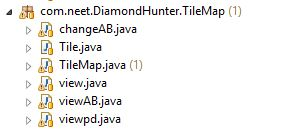 com.neet.DiamondHunter.TileMap (1)
changeAB.java
Tile.java
TileMap.java (1)
view.java
viewAB.java
viewpd.java